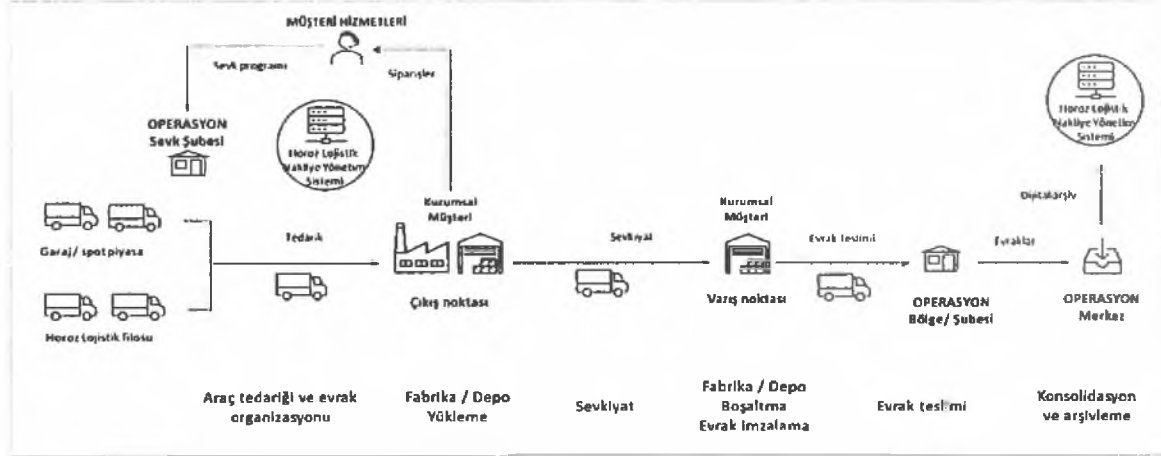 MÜŞTERİ HİZMETLERİ
Sevk programı
Siparişler
OPERASYON
Sevk Şubesi
Horoz Lojistik
Nakliye Yönetim
Sistemi
Horoz Lojistik
Nakliye Yönetim
Sistemi
Kurumsal
Müşteri
Kurumsal
Müşteri
Dijital arşiv
Garaj/ spot piyasa
Tedarik
Sevkiyat
Evrak teslimi
Evraklar
Çıkış noktası
Varış noktası
OPERASYON
Bölge/ Şubesi
OPERASYON
Merkez
Horoz Lojistik filosu
Araç tedariği ve evrak
organizasyonu
Fabrika / Depo
Yükleme
Sevkiyat
Fabrika / Depo
Boşaltma
Evrak imzalama
Evrak teslimi
Konsolidasyon
ve arşivleme